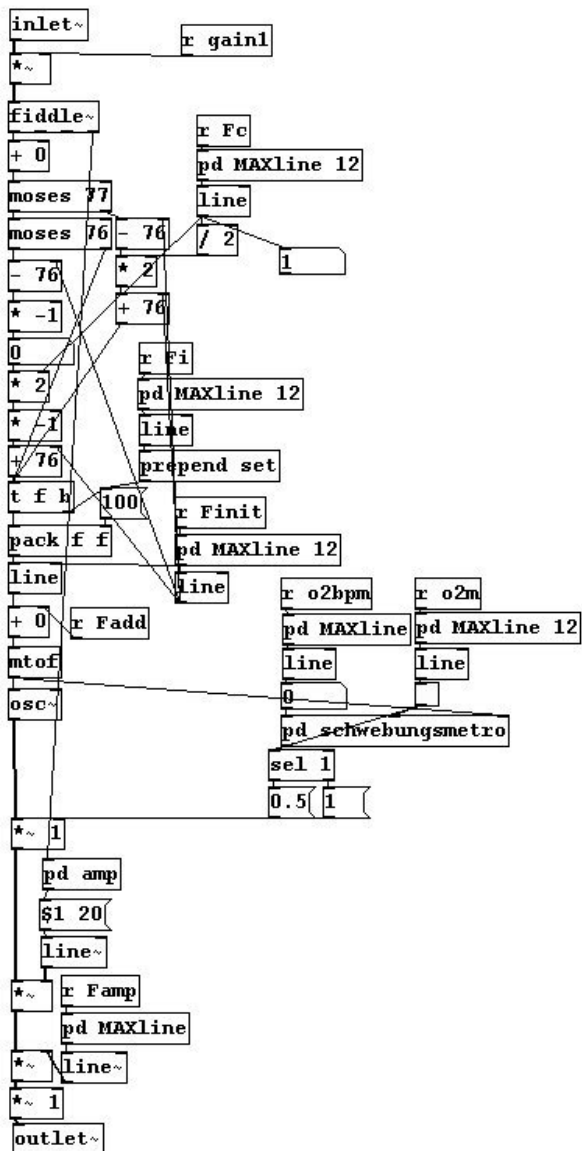 inlet~
r gain1
*~
fiddle~
r Fc
+ 0
pd MAXline 12
moses 77
line
moses 76
- 76
/ 2
- 76
* 2
1
* -1
+ 76
0
r Fi
* 2
pd MAXline 12
* -1
line
+ 76
prepend set
t f b
100
r Finit
pack f f
pd MAXline 12
line
line
r o2bpm
r o2m
+ 0
r Fadd
pd MAXline
pd MAXline 12
mtof
line
line
osc~
0
pd schwebungsmetro
sel 1
0.5
1
*~ 1
pd amp
$1 20
line~
*~
r Famp
pd MAXline
*~
line~
*~ 1
outlet~